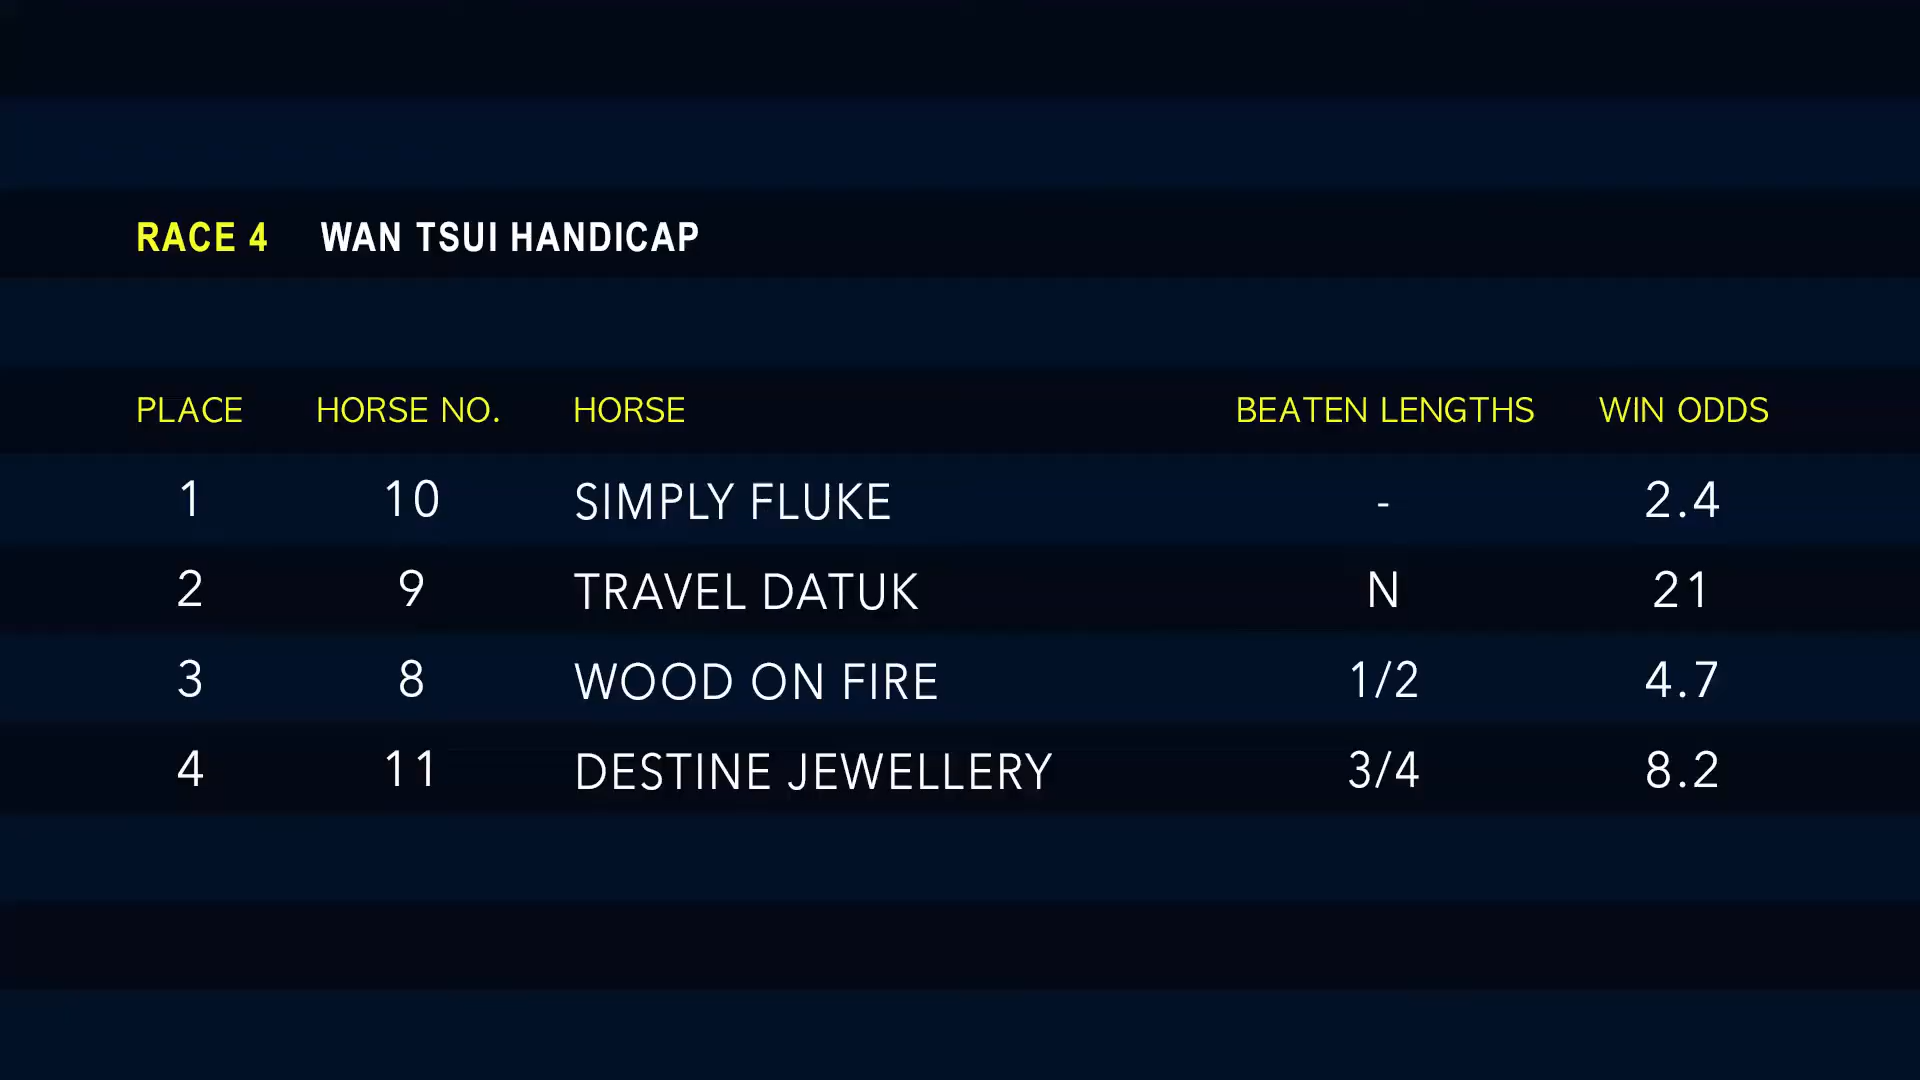 RACE 4 WAN TSUI HANDICAP
PLACE HORSE NO. HORSE BEATEN LENGTHS WIN ODDS
1 10 SIMPLY FLUKE - 2.4
2 9 TRAVEL DATUK N 21
3 8 WOOD ON FIRE 1/2 4.7
4 11 DESTINE JEWELLERY 3/4 8.2